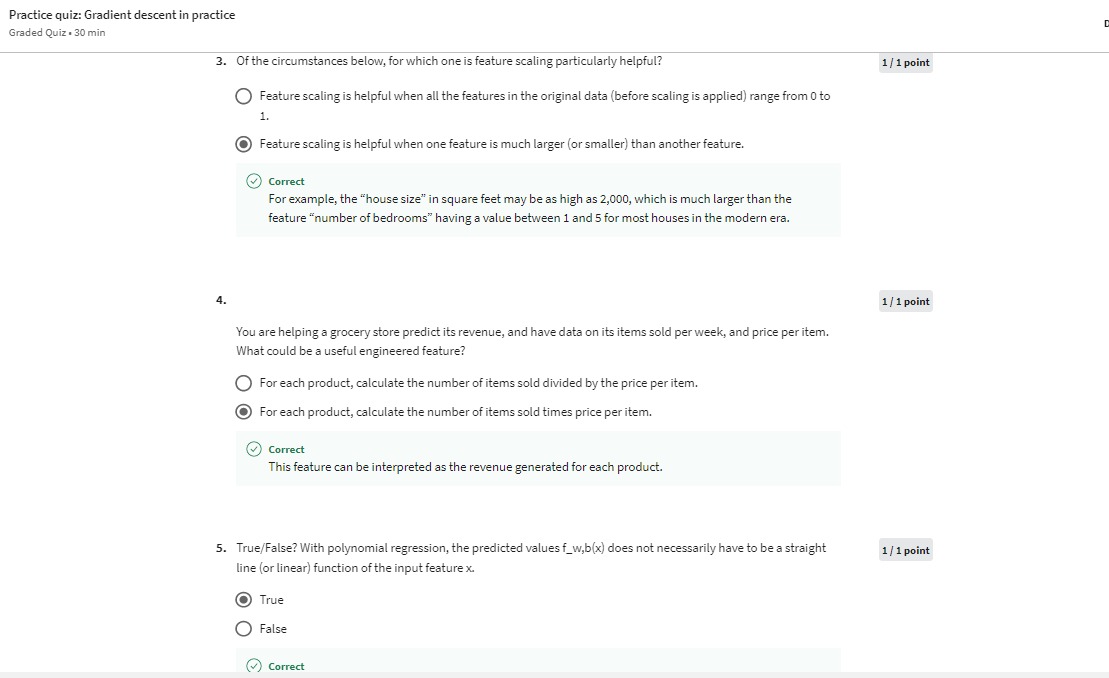 Practice quiz: Gradient descent in practice
Graded Quiz • 30 min
3. Of the circumstances below, for which one is feature scaling particularly helpful?
1 / 1 point
Feature scaling is helpful when all the features in the original data (before scaling is applied) range from 0 to
1.
Feature scaling is helpful when one feature is much larger (or smaller) than another feature.
Correct
For example, the “house size” in square feet may be as high as 2,000, which is much larger than the
feature “number of bedrooms” having a value between 1 and 5 for most houses in the modern era.
4.
1 / 1 point
You are helping a grocery store predict its revenue, and have data on its items sold per week, and price per item.
What could be a useful engineered feature?
For each product, calculate the number of items sold divided by the price per item.
For each product, calculate the number of items sold times price per item.
Correct
This feature can be interpreted as the revenue generated for each product.
5. True/False? With polynomial regression, the predicted values f_w,b(x) does not necessarily have to be a straight
line (or linear) function of the input feature x.
1 / 1 point
True
False
Correct